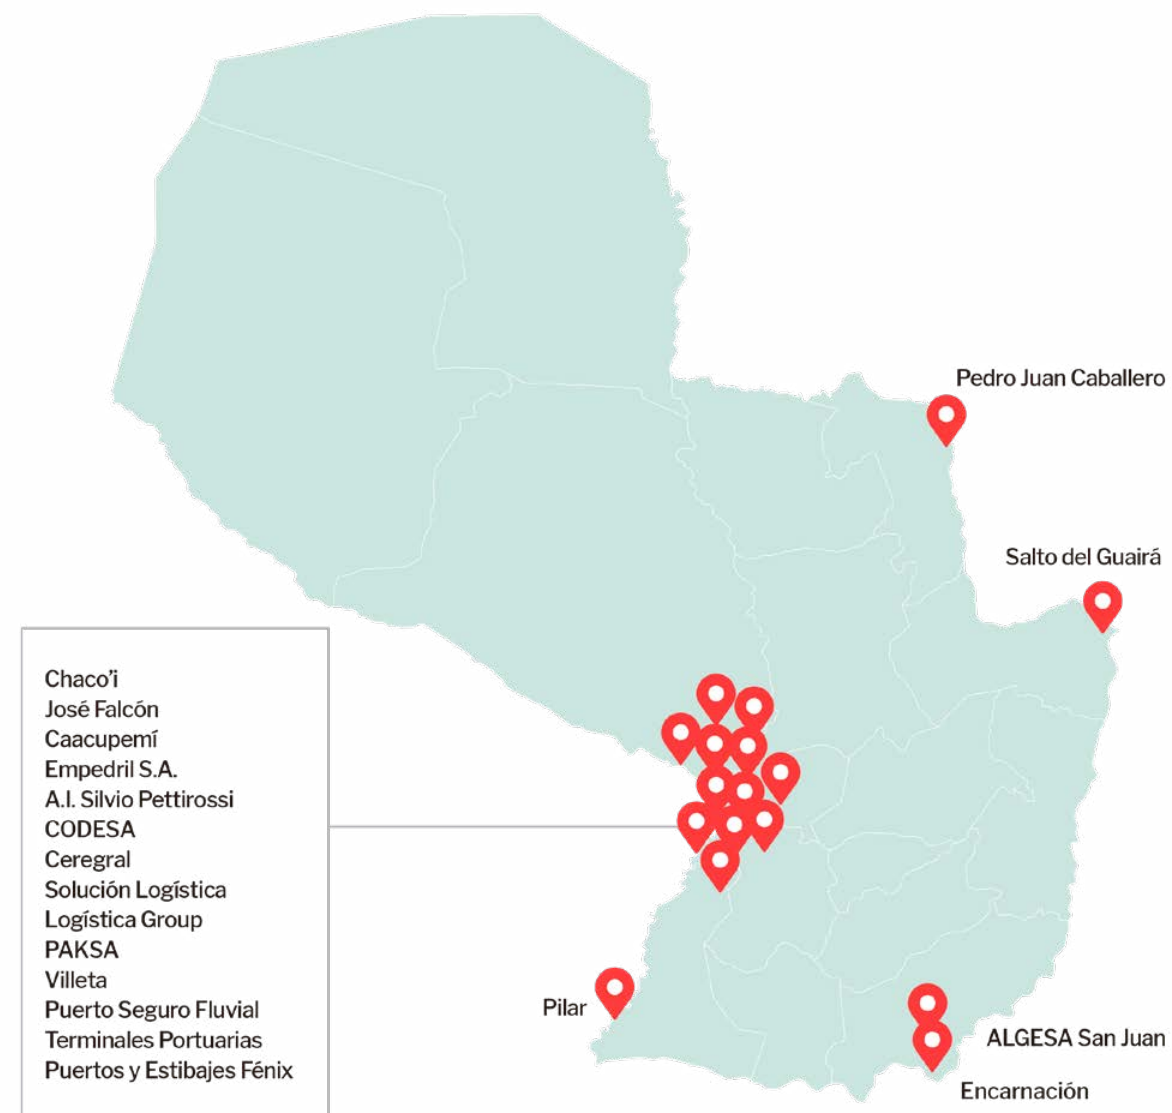 Pedro Juan Caballero
Salto del Guairá
Chaco'i
José Falcón
Caacupemí
Empedril S.A.
A.I. Silvio Pettirossi
CODESA
Ceregral
Solución Logística
Logística Group
PAKSA
Villeta
Puerto Seguro Fluvial
Terminales Portuarias
Puertos y Estibajes Fénix
Pilar
ALGESA San Juan
Encarnación